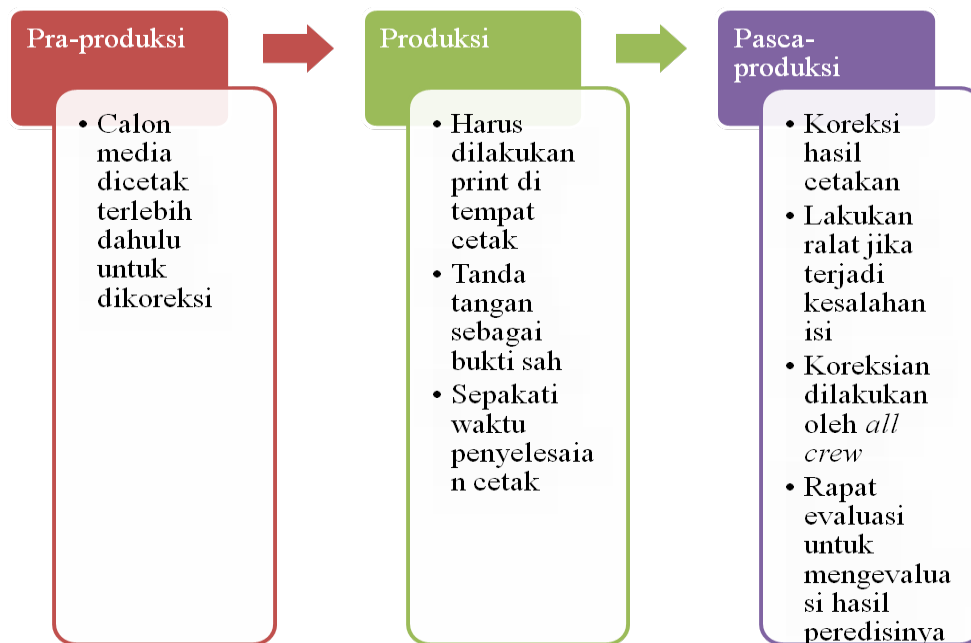 Pra-produksi
• Calon
media
dicetak
terlebih
dahulu
untuk
dikoreksi
Produksi
• Harus
dilakukan
print di
tempat
cetak
• Tanda
tangan
sebagai
bukti sah
• Sepakati
waktu
penyelesaia
n cetak
Pasca-
produksi
• Koreksi
hasil
cetakan
• Lakukan
ralat jika
terjadi
kesalahan
isi
• Koreksian
dilakukan
oleh all
crew
• Rapat
evaluasi
untuk
mengevalua
si hasil
peredisinya